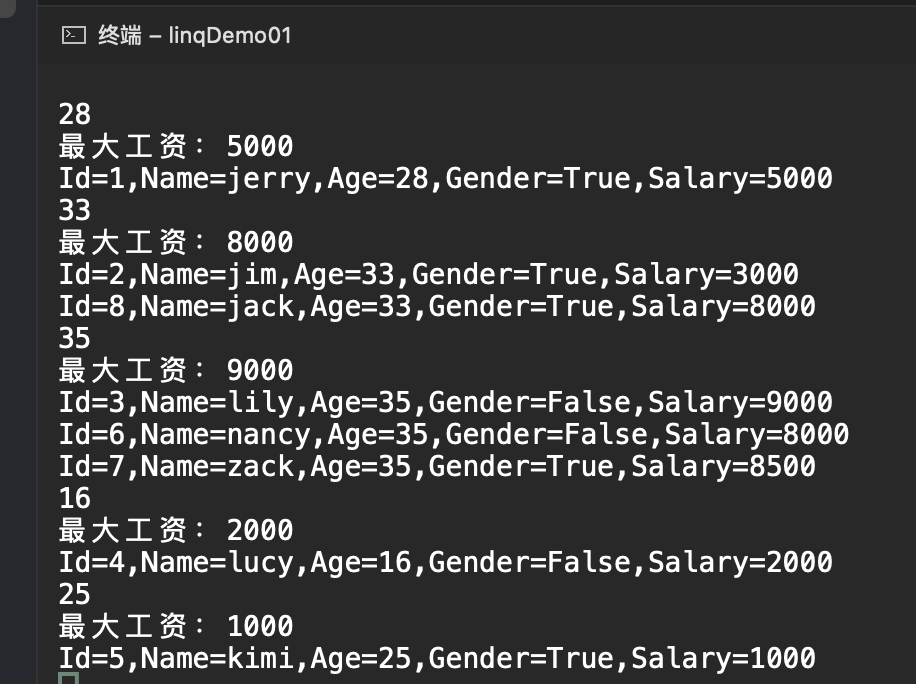 终端 – linqDemo01
28
最大工资：5000
Id=1,Name=jerry,Age=28,Gender=True,Salary=5000
33
最大工资：8000
Id=2,Name=jim,Age=33,Gender=True,Salary=3000
Id=8,Name=jack,Age=33,Gender=True,Salary=8000
35
最大工资：9000
Id=3,Name=lily,Age=35,Gender=False,Salary=9000
Id=6,Name=nancy,Age=35,Gender=False,Salary=8000
Id=7,Name=zack,Age=35,Gender=True,Salary=8500
16
最大工资：2000
Id=4,Name=lucy,Age=16,Gender=False,Salary=2000
25
最大工资：1000
Id=5,Name=kimi,Age=25,Gender=True,Salary=1000